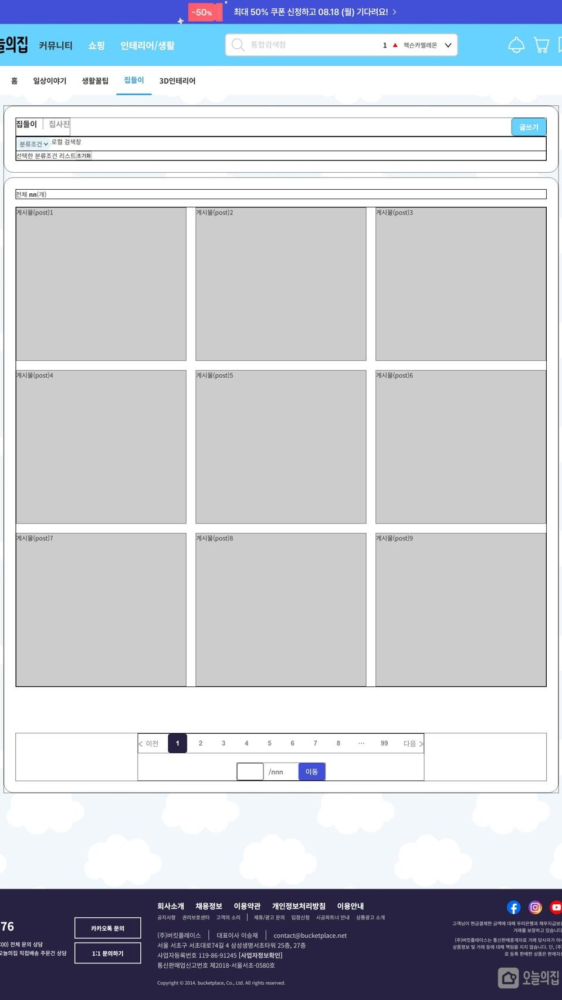 ~50%
최대 50% 쿠폰 신청하고 08.18 (월) 기다려요!
오늘의집 커뮤니티 쇼핑 인테리어/생활 통합검색창 1 ▲ 잭슨카멜레온
홈 일상이야기 생활꿀팁 집들이 3D인테리어
집들이 집사진 글쓰기
분류조건 로컬 검색창
선택한 분류조건 리스트 초기화
전체 nn(개)
게시물(post)1 게시물(post)2 게시물(post)3
게시물(post)4 게시물(post)5 게시물(post)6
게시물(post)7 게시물(post)8 게시물(post)9
< 이전 1 2 3 4 5 6 7 8 ··· 99 다음 >
/nnn 이동
76
:00) 전체 문의 상담
오늘의집 직접배송 주문건 상담
카카오톡 문의
1:1 문의하기
회사소개 채용정보 이용약관 개인정보처리방침 이용안내
공지사항 권리보호센터 고객의 소리 | 제휴/광고 문의 입점신청 시공파트너 안내 상품광고 소개
(주)버킷플레이스 | 대표이사 이승재 | contact@bucketplace.net
서울 서초구 서초대로74길 4 삼성생명서초타워 25층, 27층
사업자등록번호 119-86-91245 [사업자정보확인]
통신판매업신고번호 제2018-서울서초-0580호
Copyright © 2014. bucketplace, Co., Ltd. All rights reserved.
고객님이 현금결제한 금액에 대해 우리은행과 채무지급보
거래를 보장하고 있습니다
(주)버킷플레이스는 통신판매중개자로 거래 당사자가 아니
상품정보 및 거래 등에 대해 책임을 지지 않습니다. 단, (주)
로 등록 판매한 상품은 판매자
오늘의집